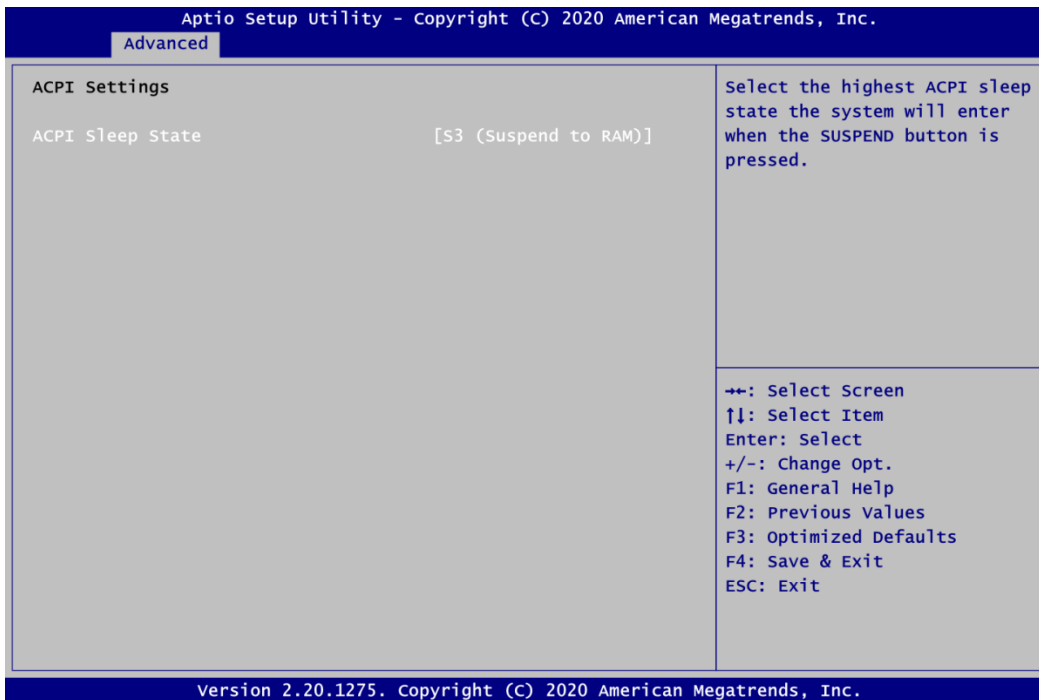 Aptio Setup Utility - Copyright (C) 2020 American Megatrends, Inc.
Advanced
ACPI Settings
ACPI Sleep State [S3 (Suspend to RAM)]
Select the highest ACPI sleep
state the system will enter
when the SUSPEND button is
pressed.
→←: Select Screen
↑↓: Select Item
Enter: Select
+/-: Change Opt.
F1: General Help
F2: Previous Values
F3: Optimized Defaults
F4: Save & Exit
ESC: Exit
Version 2.20.1275. Copyright (C) 2020 American Megatrends, Inc.